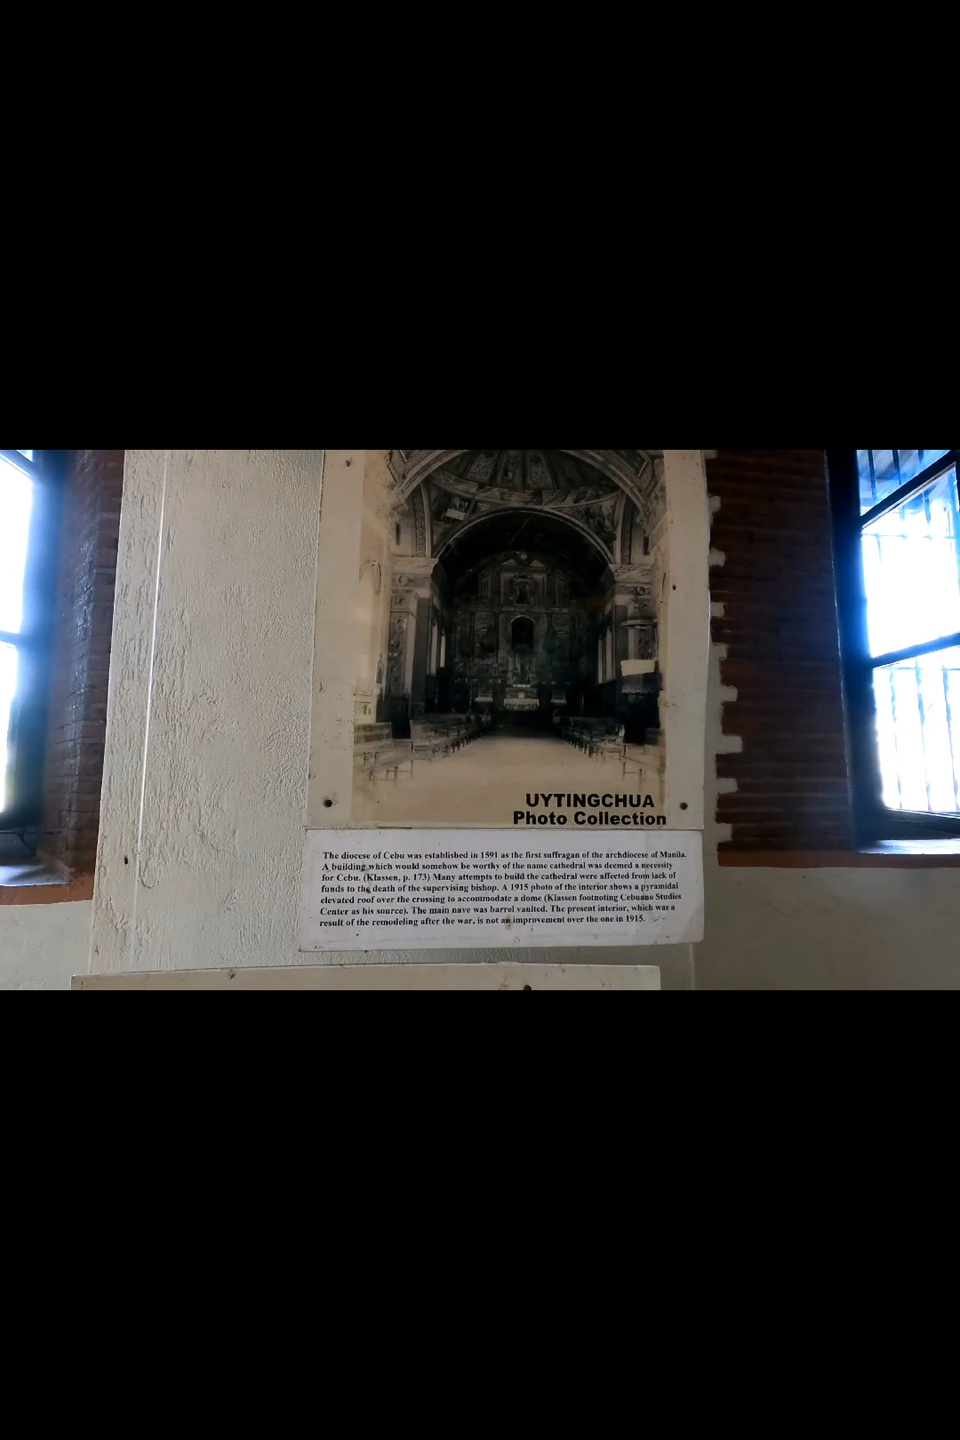 UYTINGCHUA
Photo Collection
The diocese of Cebu was established in 1591 as the first suffragan of the archdiocese of Manila.
A building which would somehow be worthy of the name cathedral was deemed a necessity
for Cebu. (Klassen, p. 173) Many attempts to build the cathedral were affected from lack of
funds to the death of the supervising bishop. A 1915 photo of the interior shows a pyramidal
elevated roof over the crossing to accommodate a dome (Klassen footnoting Cebuano Studies
Center as his source). The main nave was barrel vaulted. The present interior, which was a
result of the remodeling after the war, is not an improvement over the one in 1915.